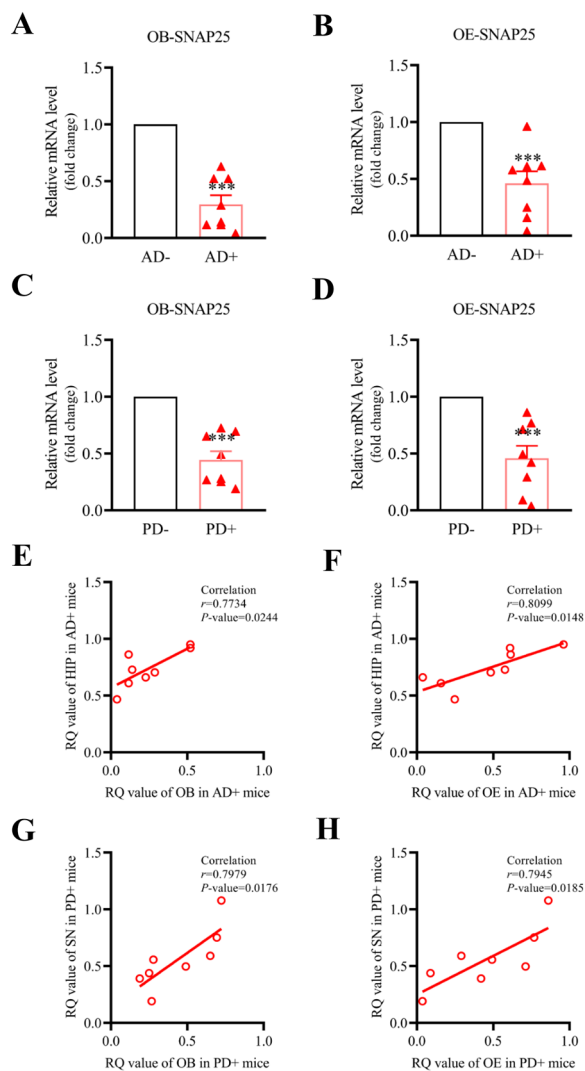 A
OB-SNAP25
Relative mRNA level
(fold change)
1.5
1.0
0.5
0.0
***
AD-
AD+
B
OE-SNAP25
Relative mRNA level
(fold change)
1.5
1.0
0.5
0.0
***
AD-
AD+
C
OB-SNAP25
Relative mRNA level
(fold change)
1.5
1.0
0.5
0.0
***
PD-
PD+
D
OE-SNAP25
Relative mRNA level
(fold change)
1.5
1.0
0.5
0.0
***
PD-
PD+
E
RQ value of HIP in AD+ mice
1.5
1.0
0.5
0.0
Correlation
r=0.7734
P-value=0.0244
0.0 0.5 1.0
RQ value of OB in AD+ mice
F
RQ value of HIP in AD+ mice
1.5
1.0
0.5
0.0
Correlation
r=0.8099
P-value=0.0148
0.0 0.5 1.0
RQ value of OE in AD+ mice
G
RQ value of SN in PD+ mice
1.5
1.0
0.5
0.0
Correlation
r=0.7979
P-value=0.0176
0.0 0.5 1.0
RQ value of OB in PD+ mice
H
RQ value of SN in PD+ mice
1.5
1.0
0.5
0.0
Correlation
r=0.7945
P-value=0.0185
0.0 0.5 1.0
RQ value of OE in PD+ mice